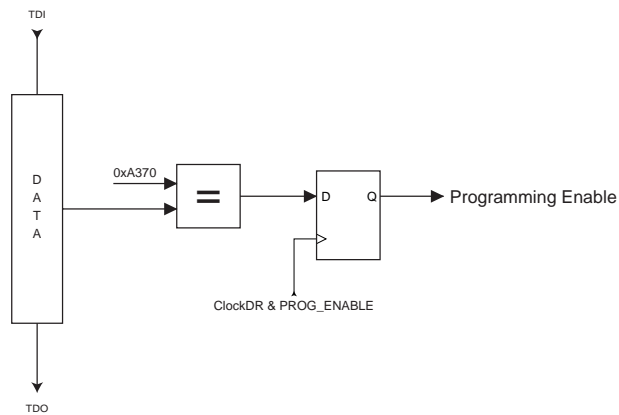 TDI
D
A
T
A
0xA370
=
D
Q
Programming Enable
ClockDR & PROG_ENABLE
TDO